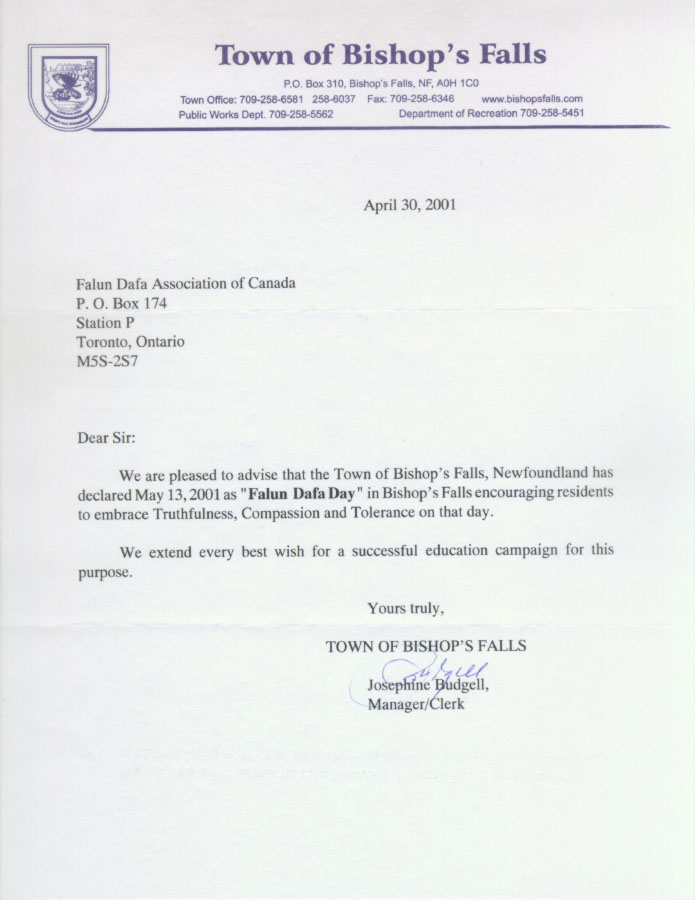 Town of Bishop's Falls
P.O. Box 310, Bishop's Falls, NF, A0H 1C0
Town Office: 709-258-6581 258-6037 Fax: 709-258-6346 www.bishopsfalls.com
Public Works Dept. 709-258-5562 Department of Recreation 709-258-5451
April 30, 2001
Falun Dafa Association of Canada
P. O. Box 174
Station P
Toronto, Ontario
M5S-2S7
Dear Sir:
We are pleased to advise that the Town of Bishop's Falls, Newfoundland has
declared May 13, 2001 as "Falun Dafa Day" in Bishop's Falls encouraging residents
to embrace Truthfulness, Compassion and Tolerance on that day.
We extend every best wish for a successful education campaign for this
purpose.
Yours truly,
TOWN OF BISHOP'S FALLS
Josephine Budgell,
Manager/Clerk